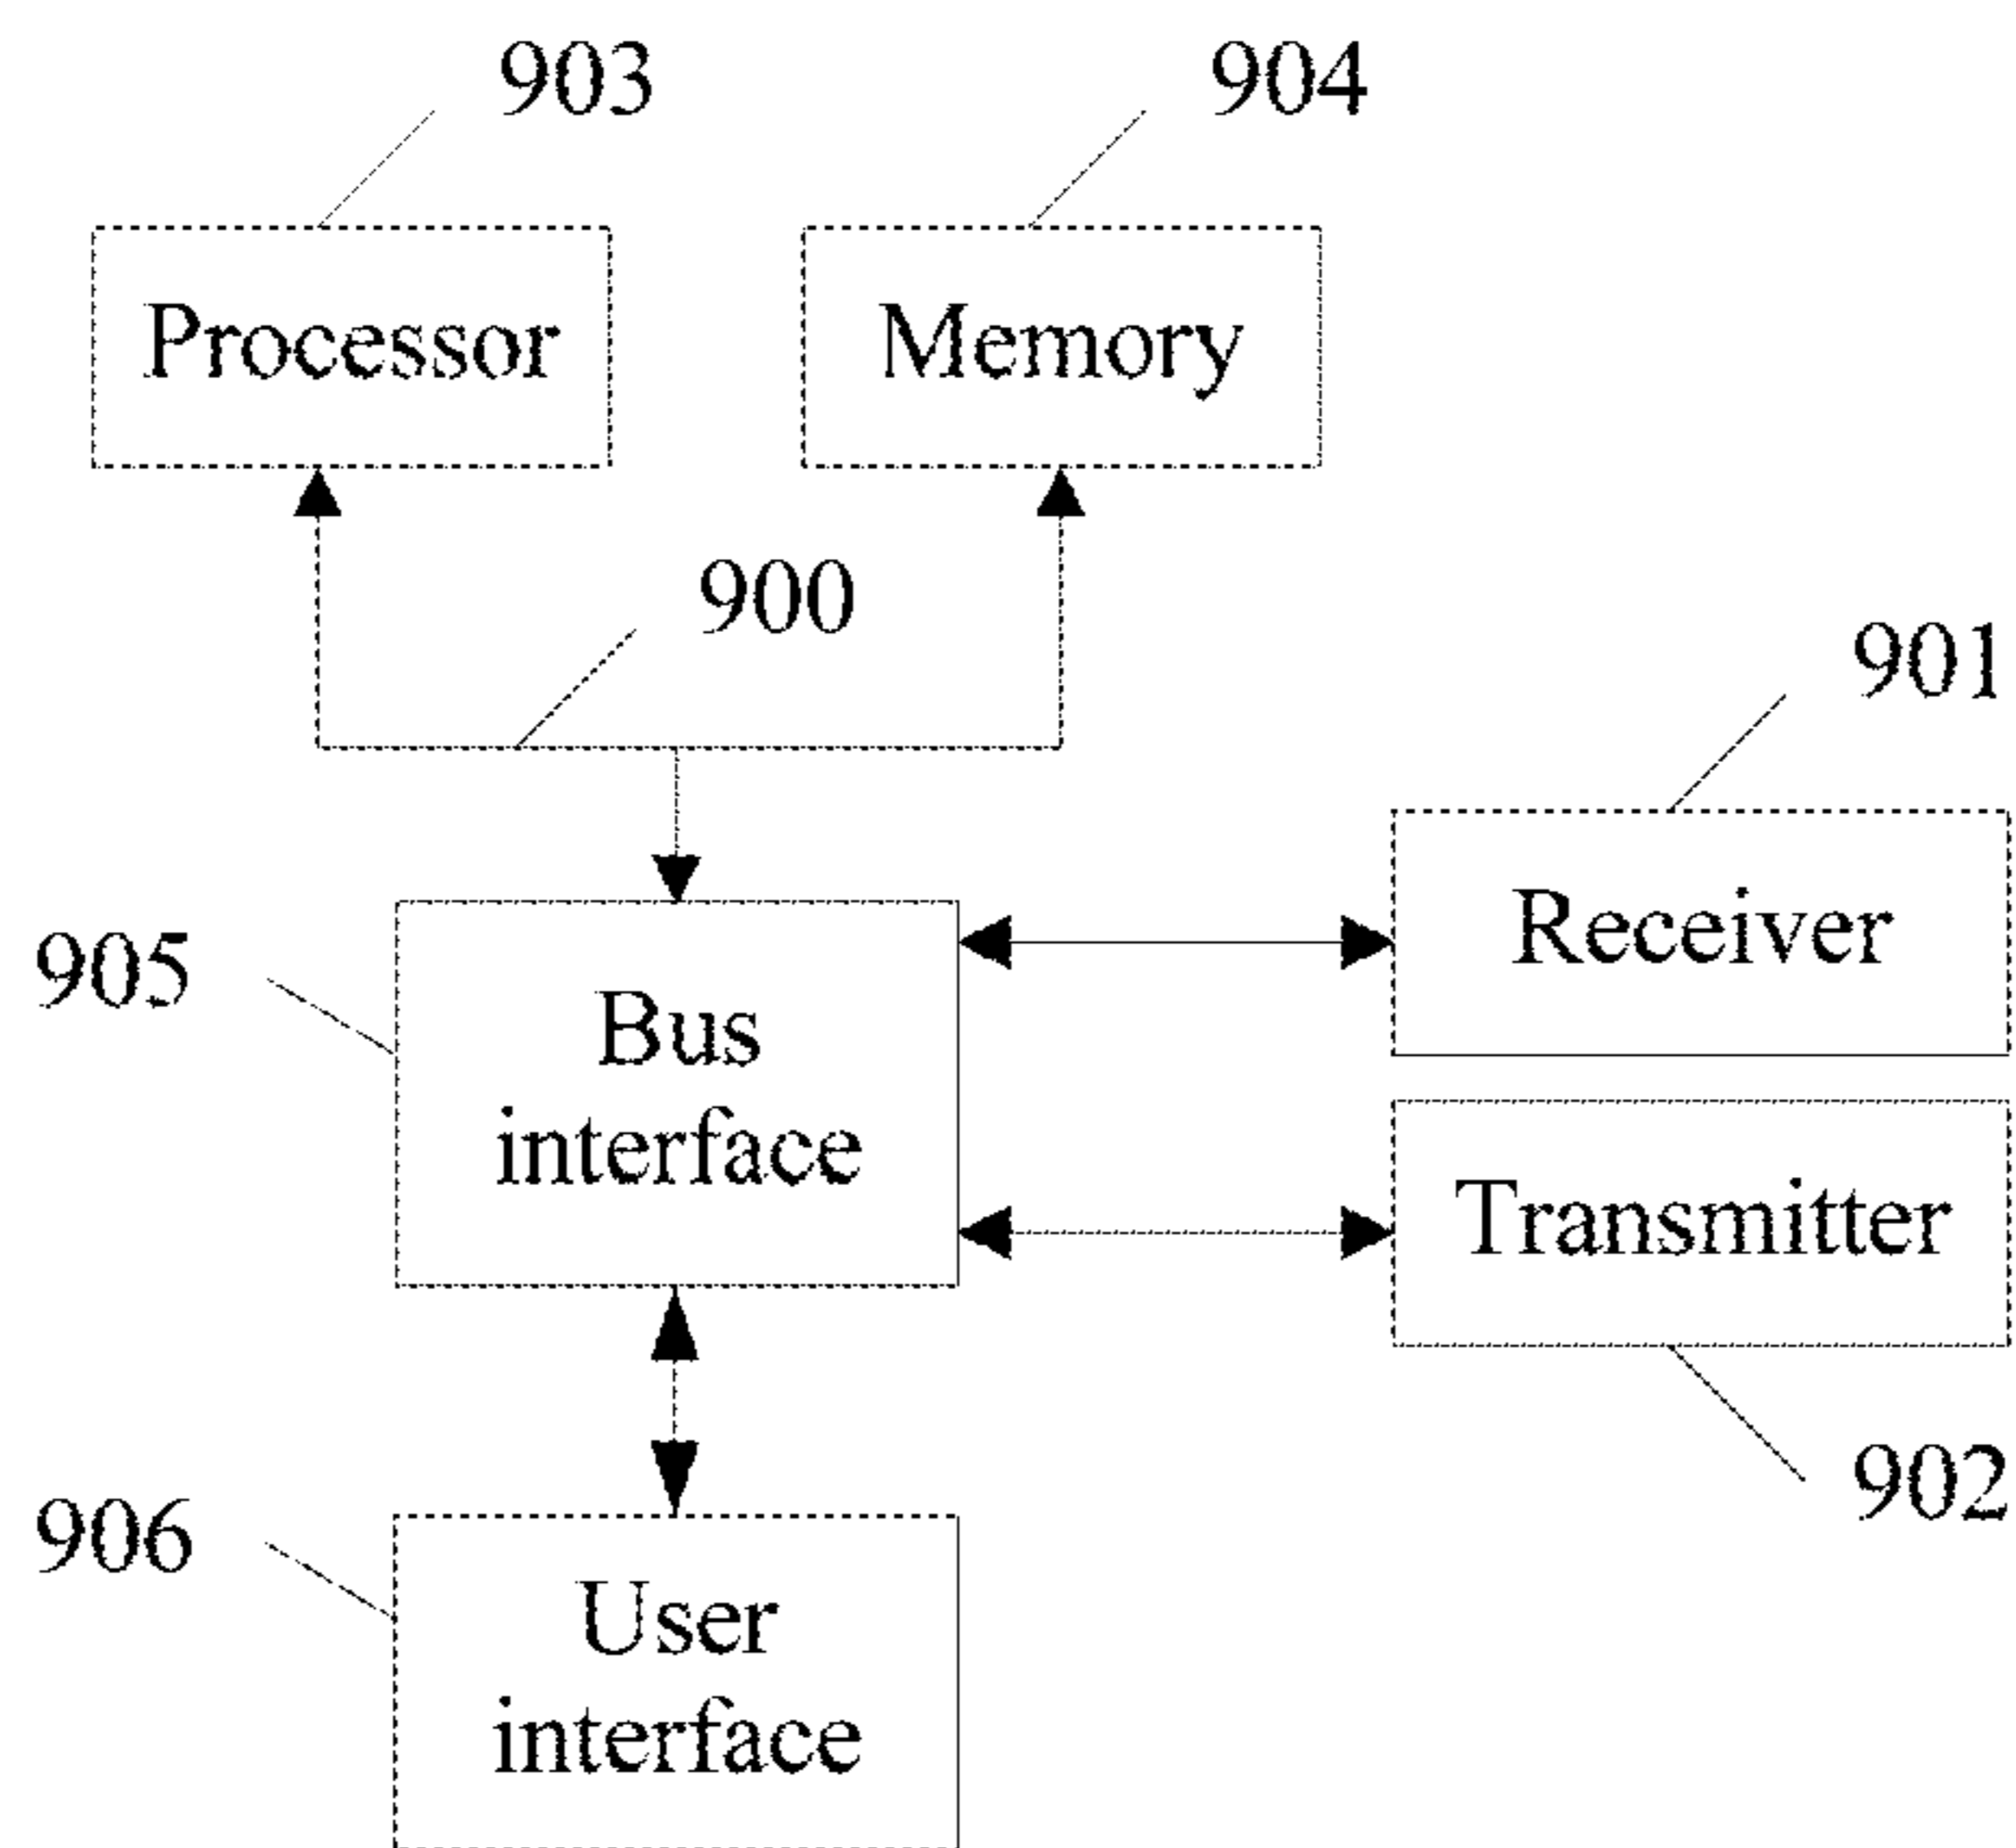 903
904
Processor
Memory
900
901
Receiver
905
Bus
interface
Transmitter
902
906
User
interface